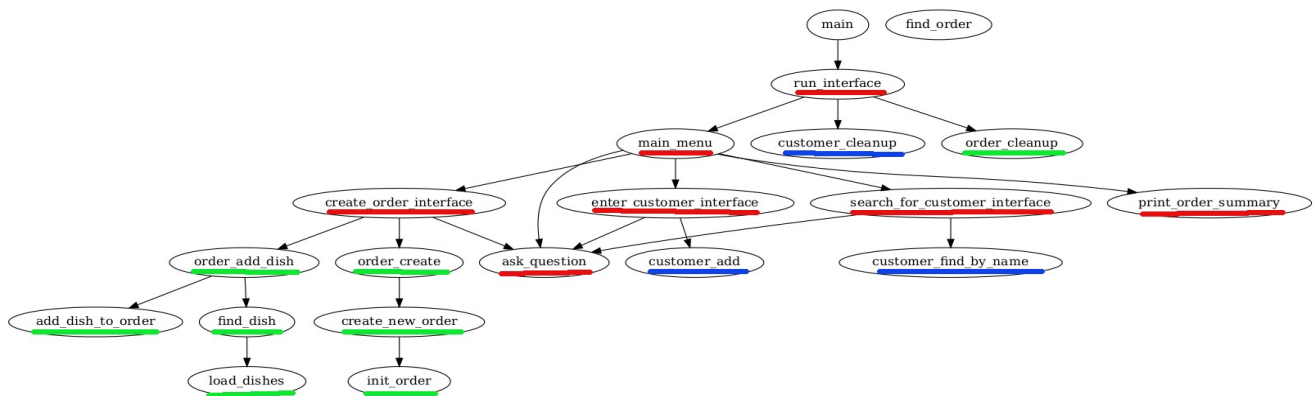 main
find_order
run_interface
main_menu
customer_cleanup
order_cleanup
create_order_interface
enter_customer_interface
search_for_customer_interface
print_order_summary
order_add_dish
order_create
ask_question
customer_add
customer_find_by_name
add_dish_to_order
find_dish
create_new_order
load_dishes
init_order